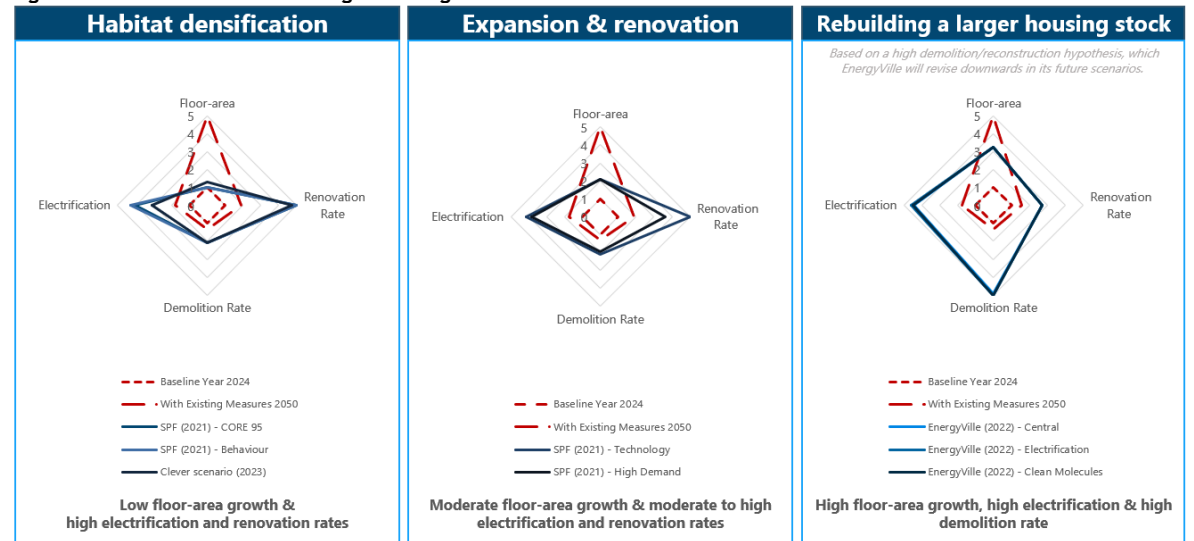 Habitat densification
Floor-area
5
4
3
2
1
0
Electrification
Renovation
Rate
Demolition Rate
Baseline Year 2024
With Existing Measures 2050
SPF (2021) - CORE 95
SPF (2021) - Behaviour
Clever scenario (2023)
Low floor-area growth &
high electrification and renovation rates
Expansion & renovation
Floor-area
5
4
3
2
1
0
Electrification
Renovation
Rate
Demolition Rate
Baseline Year 2024
With Existing Measures 2050
SPF (2021) - Technology
SPF (2021) - High Demand
Moderate floor-area growth & moderate to high
electrification and renovation rates
Rebuilding a larger housing stock
Based on a high demolition/reconstruction hypothesis, which
EnergyVille will revise downwards in its future scenarios.
Floor-area
5
4
3
2
1
0
Electrification
Renovation
Rate
Demolition Rate
Baseline Year 2024
With Existing Measures 2050
EnergyVille (2022) - Central
EnergyVille (2022) - Electrification
EnergyVille (2022) - Clean Molecules
High floor-area growth, high electrification & high
demolition rate